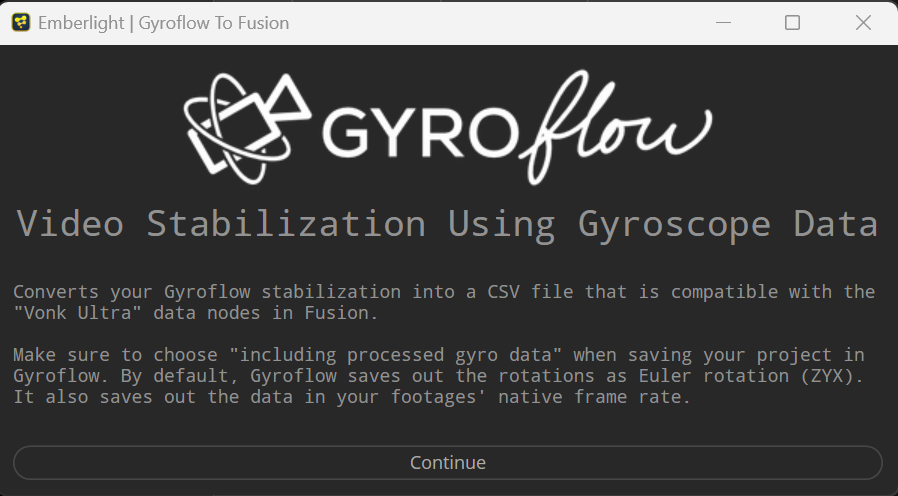 Emberlight | Gyroflow To Fusion
GYROflow
Video Stabilization Using Gyroscope Data
Converts your Gyroflow stabilization into a CSV file that is compatible with the
"Vonk Ultra" data nodes in Fusion.
Make sure to choose "including processed gyro data" when saving your project in
Gyroflow. By default, Gyroflow saves out the rotations as Euler rotation (ZYX).
It also saves out the data in your footages' native frame rate.
Continue